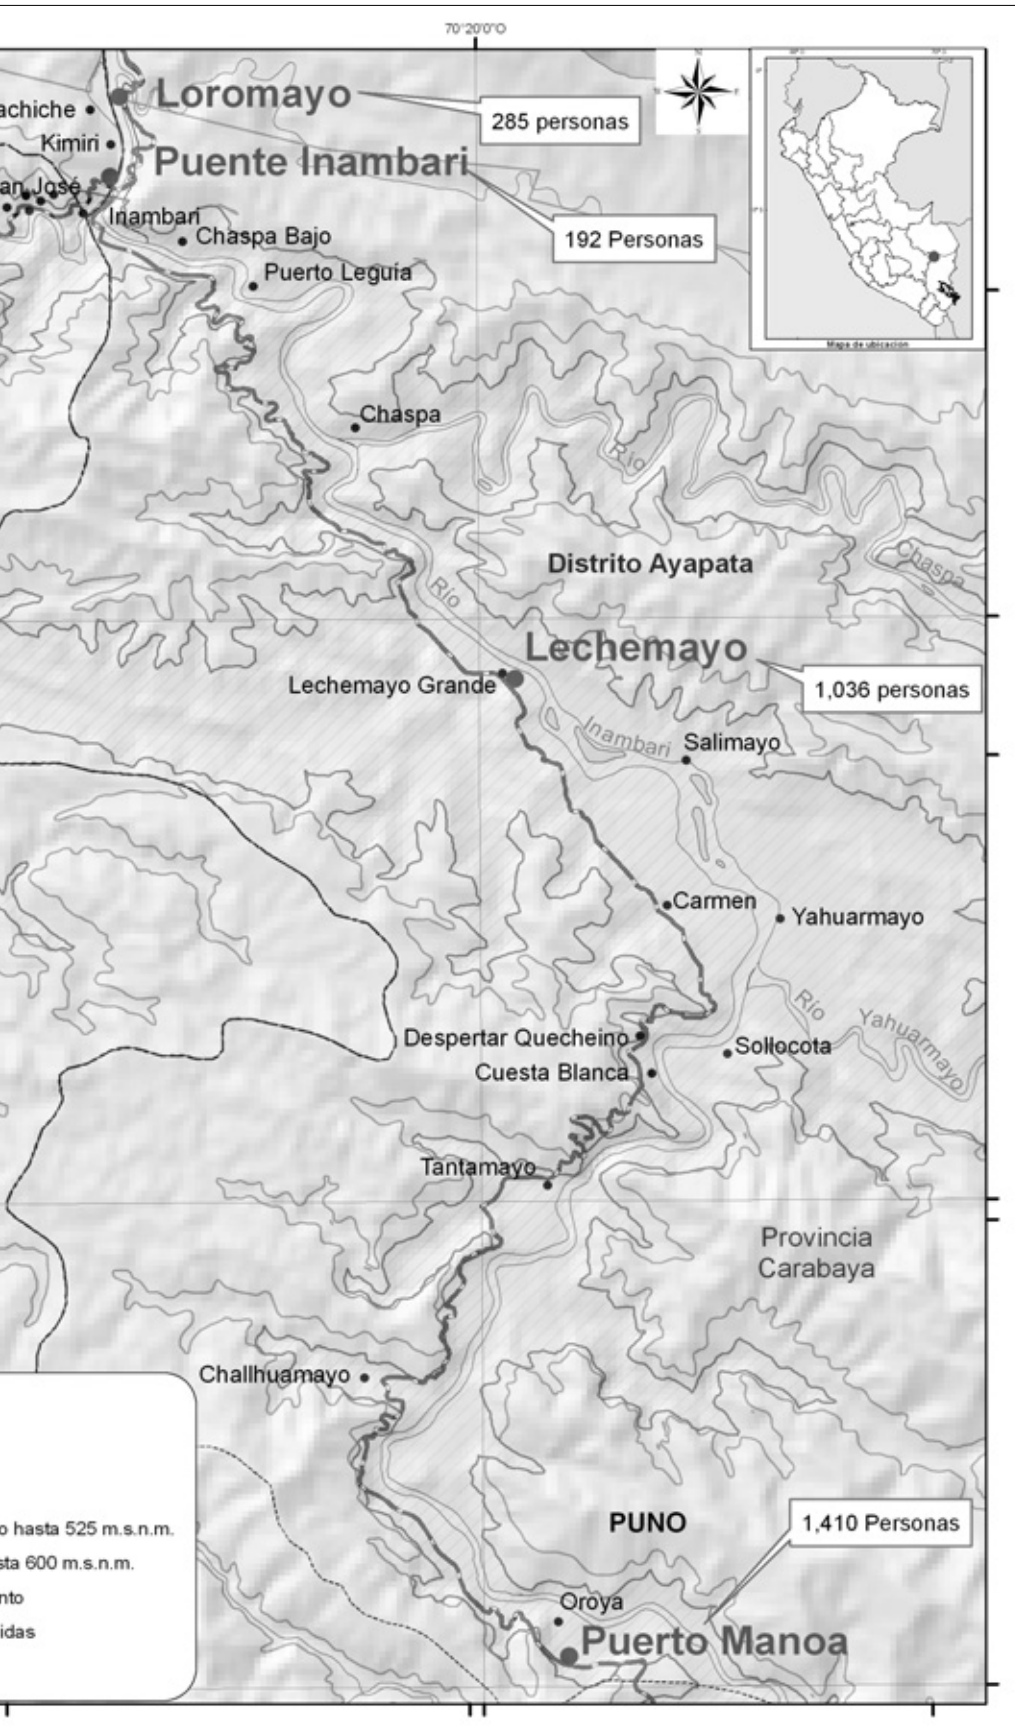 70°20'0"O
Loromayo
285 personas
achiche
Kimiri
Puente Inambari
an José
Inambari
192 Personas
Chaspa Bajo
Puerto Leguía
Mapa de ubicacion
Chaspa
Río
Distrito Ayapata
Chaspa
Río
Lechemayo
Lechemayo Grande
1,036 personas
Inambari
Salimayo
Carmen
Yahuarmayo
Río
Yahuarmayo
Despertar Quecheino
Sollocota
Cuesta Blanca
Tantamayo
Provincia
Carabaya
Challhuamayo
o hasta 525 m.s.n.m.
PUNO
1,410 Personas
sta 600 m.s.n.m.
nto
idas
Oroya
Puerto Manoa